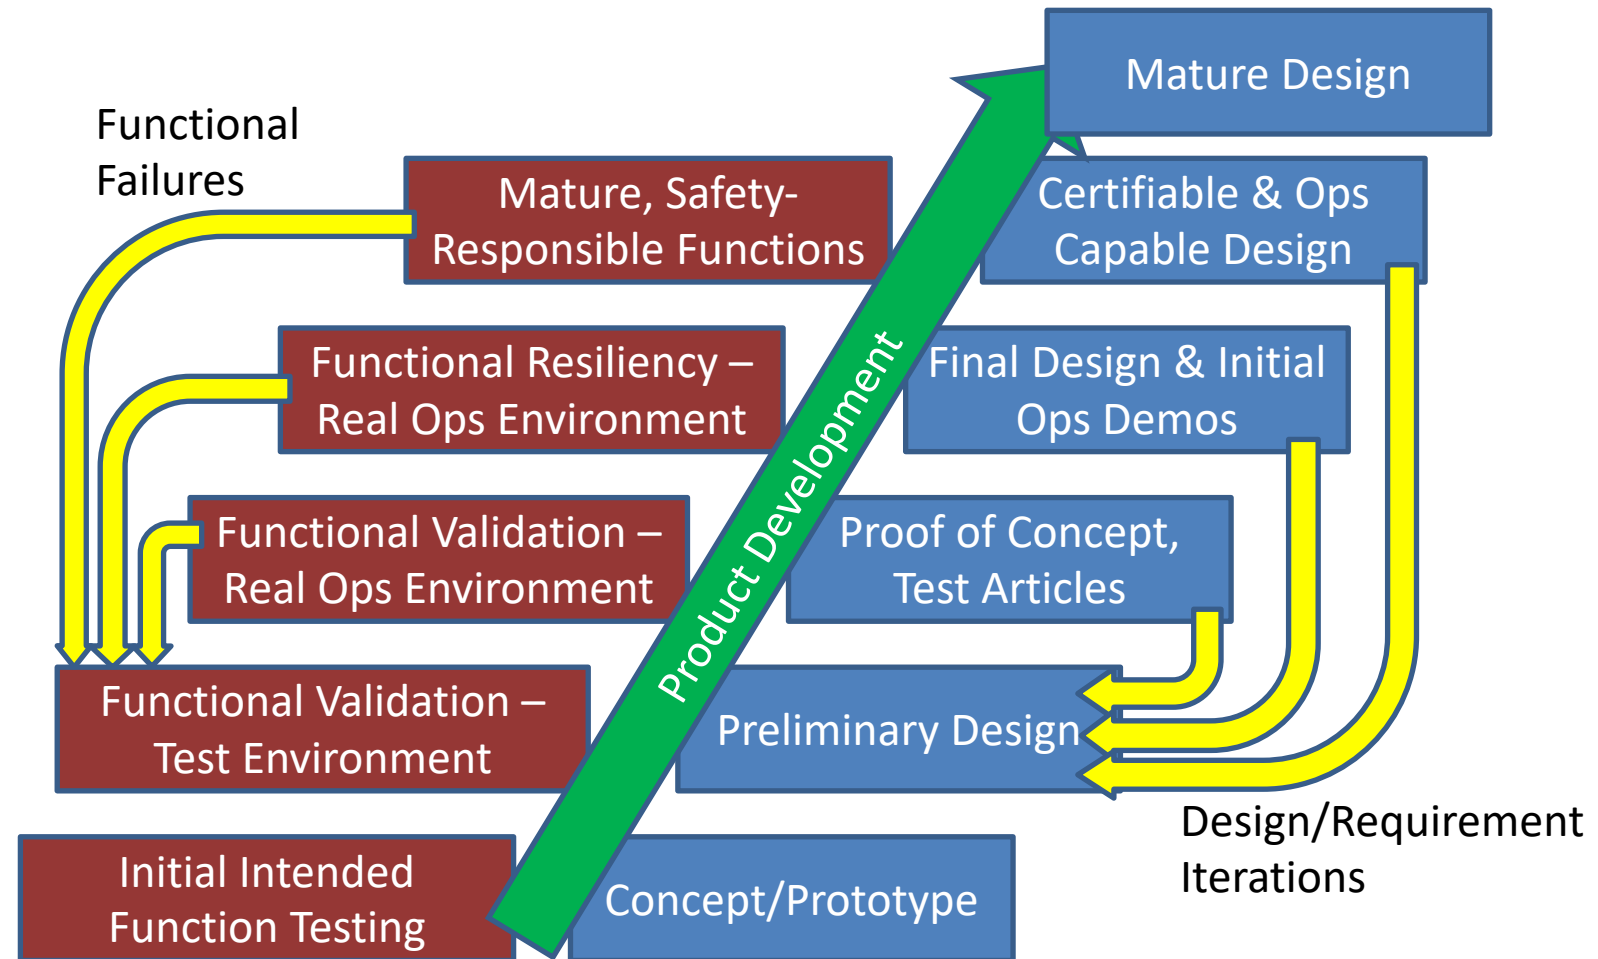 Mature Design
Functional
Failures
Mature, Safety-
Responsible Functions
Certifiable & Ops
Capable Design
Functional Resiliency –
Real Ops Environment
Final Design & Initial
Ops Demos
Product Development
Functional Validation –
Real Ops Environment
Proof of Concept,
Test Articles
Functional Validation –
Test Environment
Preliminary Design
Design/Requirement
Iterations
Initial Intended
Function Testing
Concept/Prototype